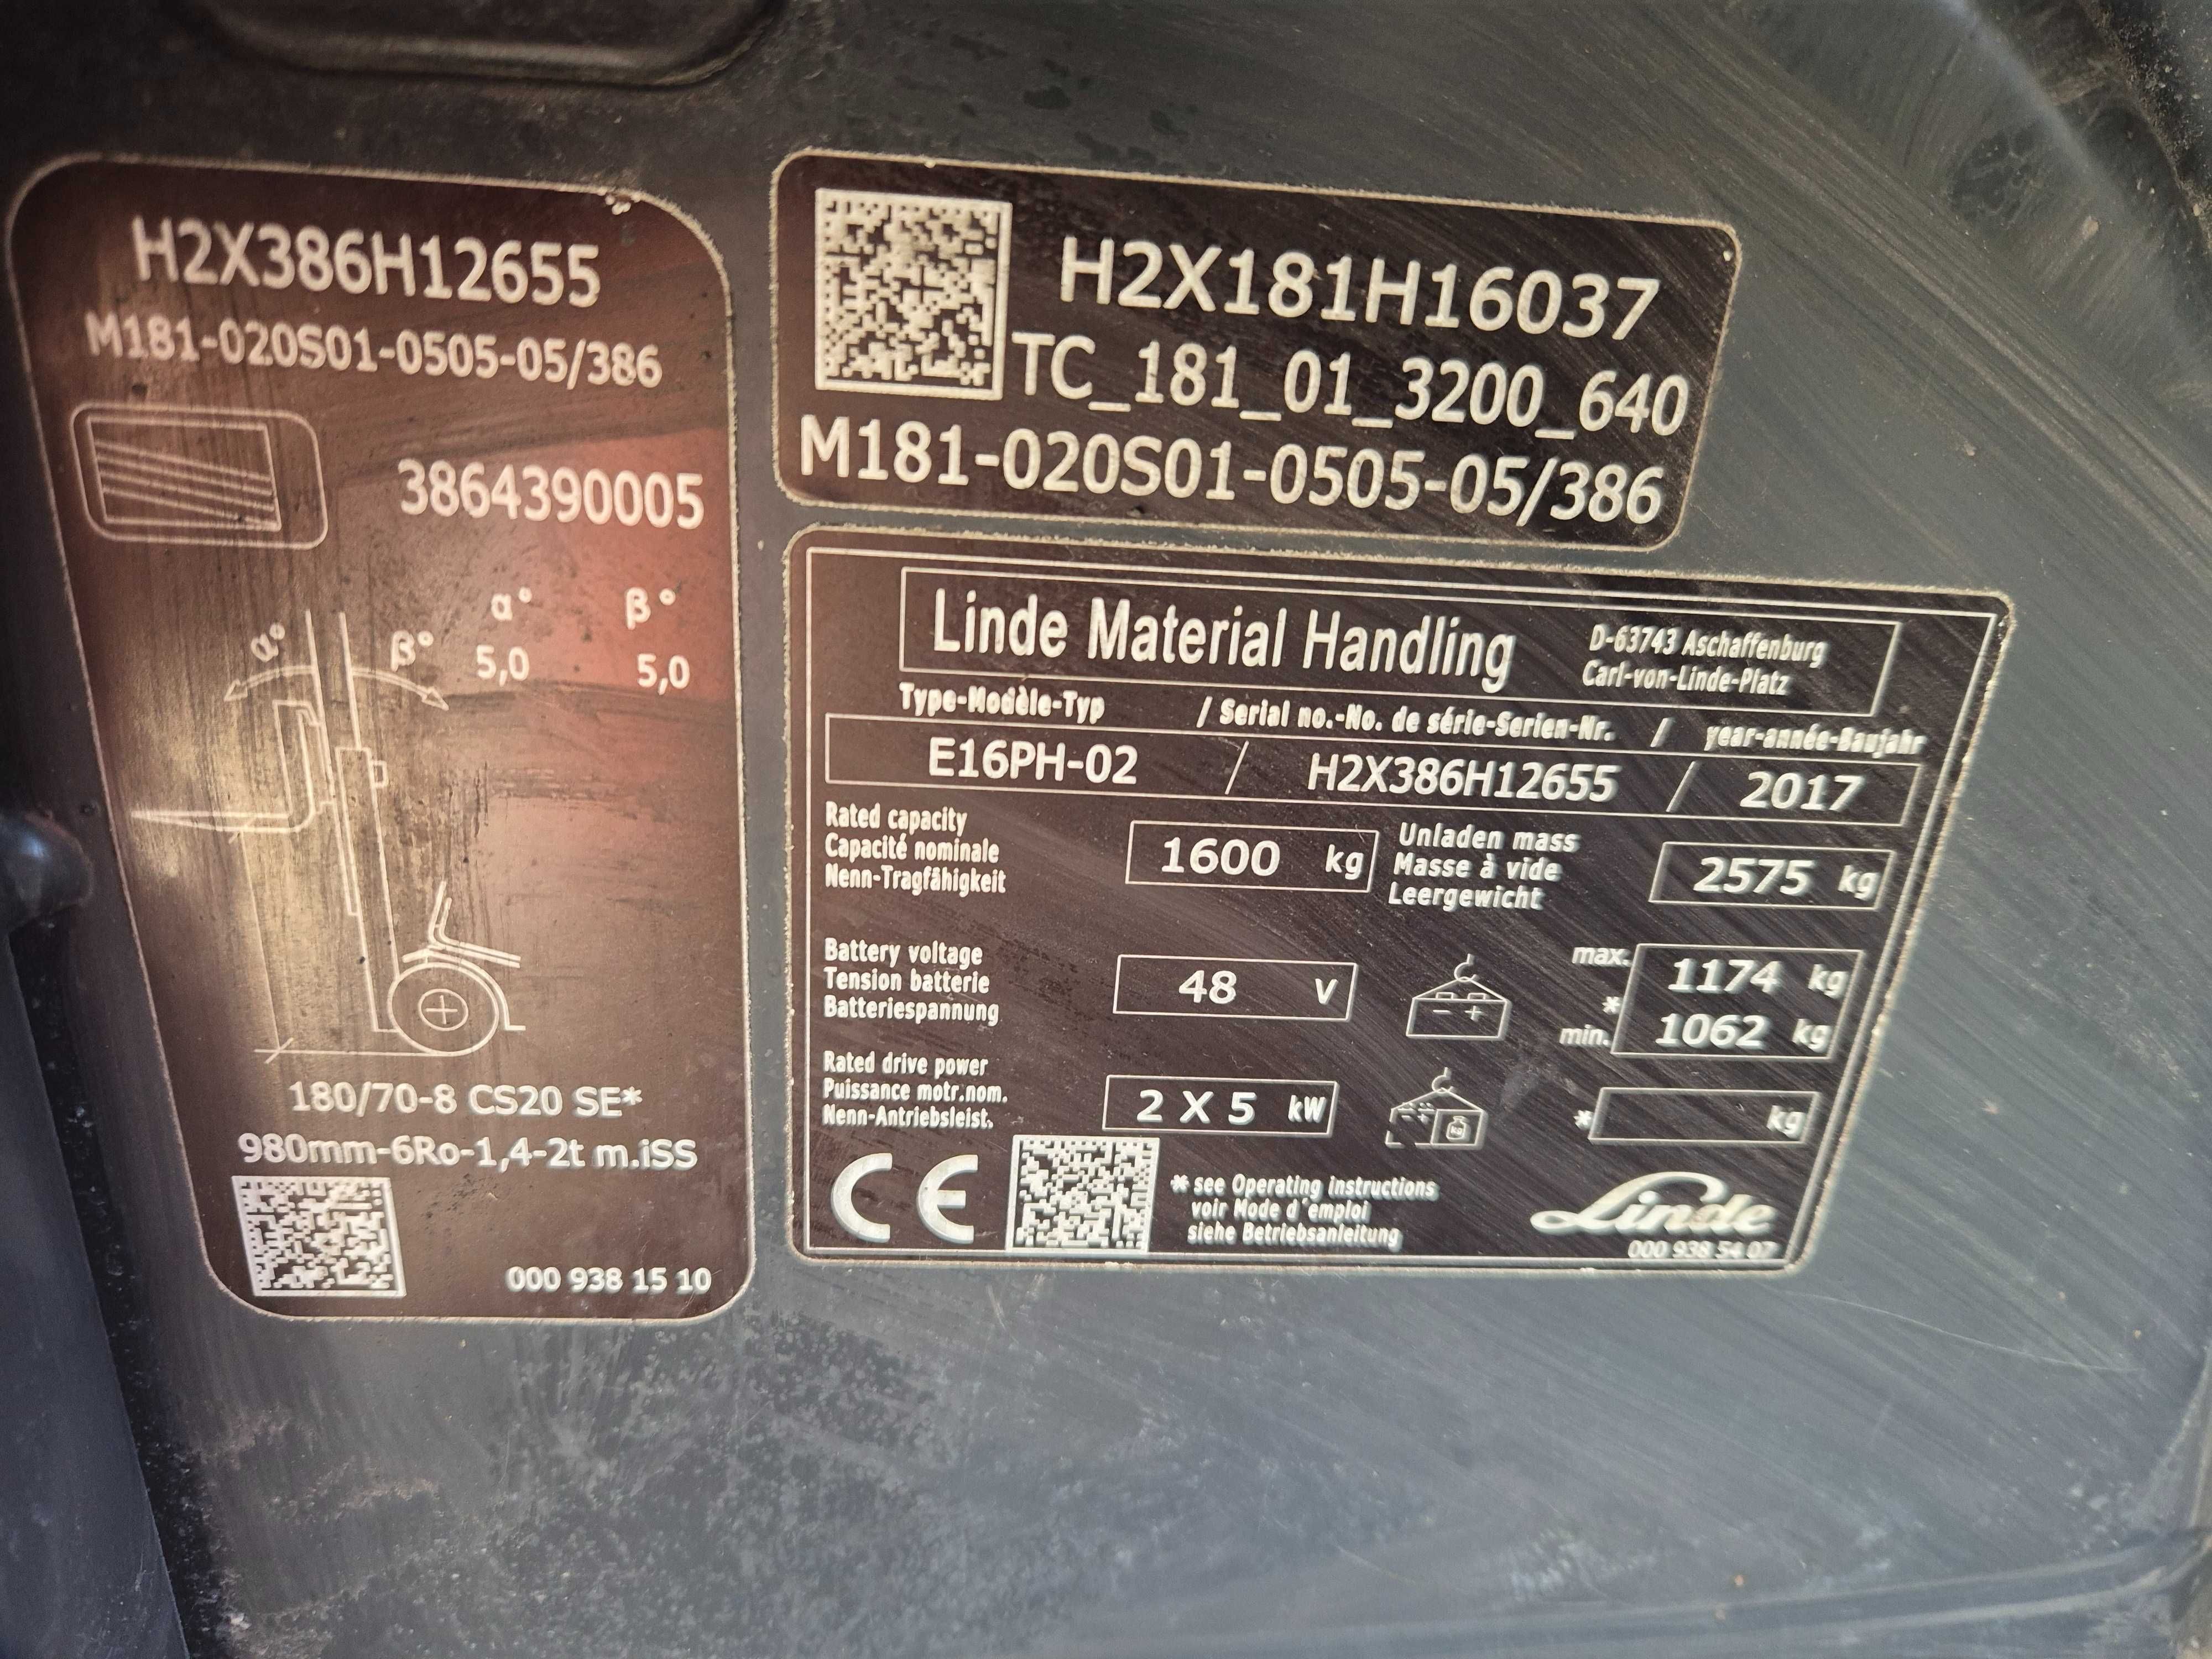 H2X386H12655
M181-020S01-0505-05/386
3864390005
α° β°
α° β° 5,0 5,0
180/70-8 CS20 SE*
980mm-6Ro-1,4-2t m.iSS
000 938 15 10
H2X181H16037
TC_181_01_3200_640
M181-020S01-0505-05/386
Linde Material Handling
D-63743 Aschaffenburg
Carl-von-Linde-Platz
Type-Modèle-Typ / Serial no.-No. de série-Serien-Nr. / year-année-Baujahr
E16PH-02 / H2X386H12655 / 2017
Rated capacity
Capacité nominale
Nenn-Tragfähigkeit
1600 kg
Unladen mass
Masse à vide
Leergewicht
2575 kg
Battery voltage
Tension batterie
Batteriespannung
48 V
- +
max. 1174 kg
*
min. 1062 kg
Rated drive power
Puissance motr.nom.
Nenn-Antriebsleist.
2 X 5 kW
- +
kg
* kg
CE
* see Operating instructions
voir Mode d'emploi
siehe Betriebsanleitung
Linde
000 938 54 07